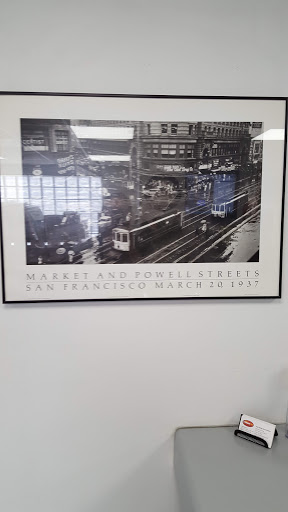 MARKET AND POWELL STREETS
SAN FRANCISCO MARCH 20 1937